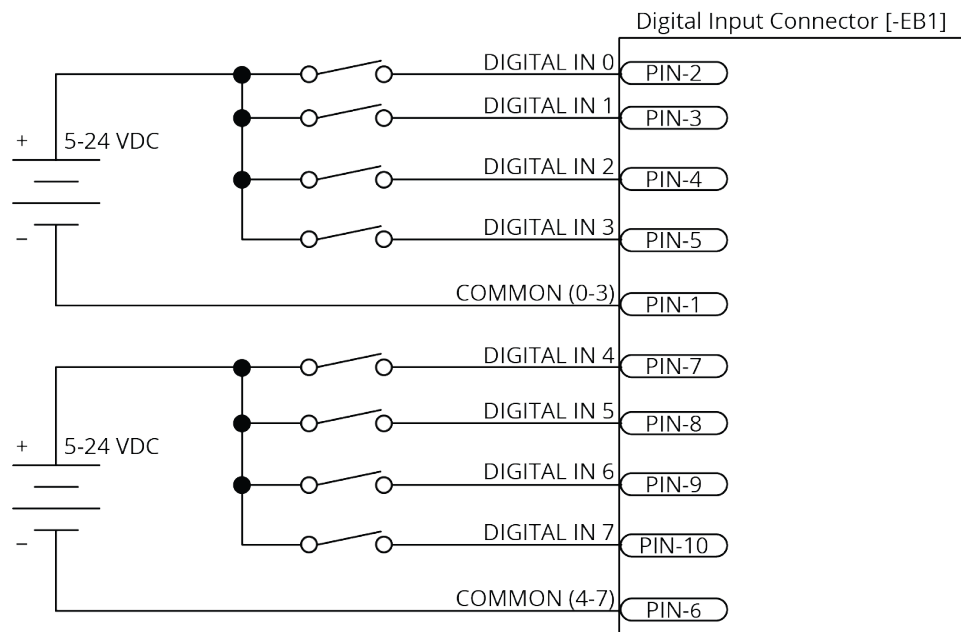 Digital Input Connector [-EB1]
DIGITAL IN 0
PIN-2
DIGITAL IN 1
PIN-3
+
5-24 VDC
DIGITAL IN 2
PIN-4
DIGITAL IN 3
PIN-5
−
COMMON (0-3)
PIN-1
DIGITAL IN 4
PIN-7
DIGITAL IN 5
PIN-8
+
5-24 VDC
DIGITAL IN 6
PIN-9
DIGITAL IN 7
PIN-10
−
COMMON (4-7)
PIN-6